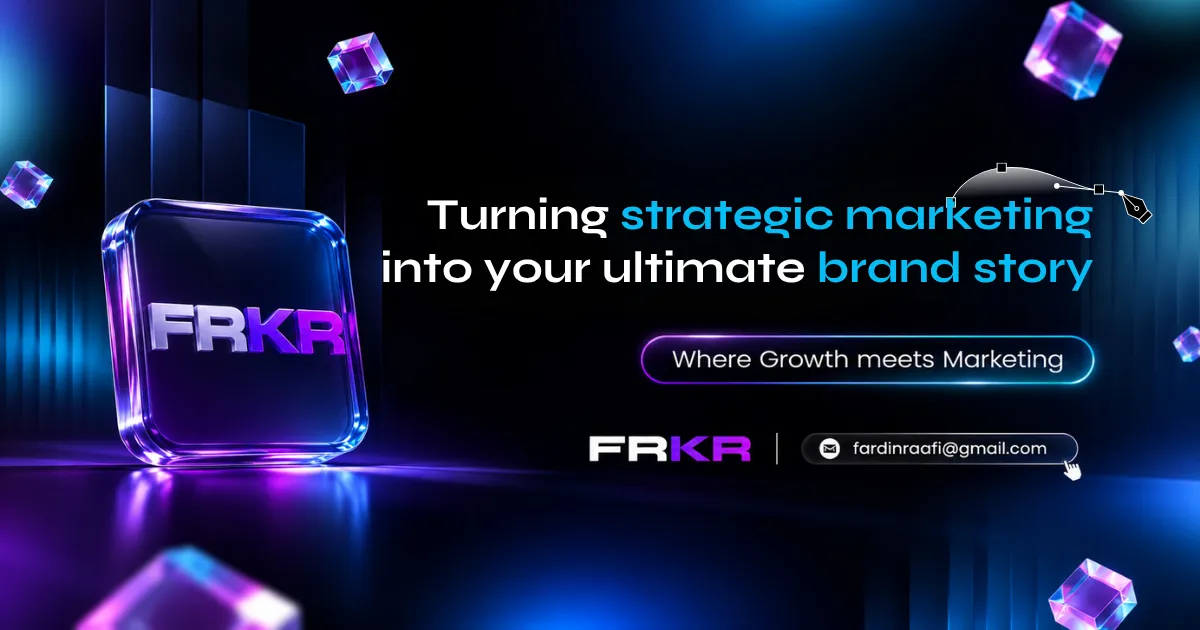 Turning strategic marketing
into your ultimate brand story
FRKR
Where Growth meets Marketing
FRKR
fardinraafi@gmail.com